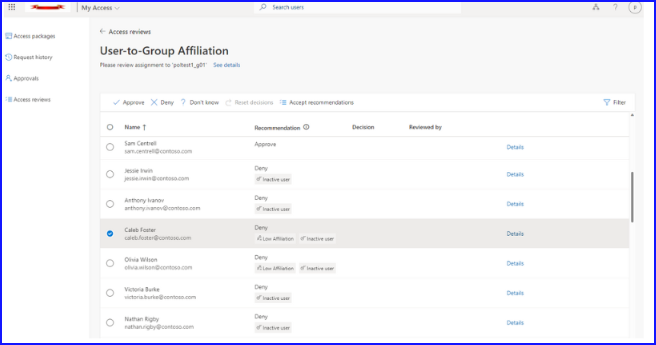 My Access
Search users
?
P
Access packages
Request history
Approvals
Access reviews
← Access reviews
User-to-Group Affiliation
Please review assignment to 'poltest1_g01' See details
Approve Deny ? Don't know Reset decisions Accept recommendations Filter
Name ↑ Recommendation Decision Reviewed by
Sam Centrell Approve Details
sam.centrell@contoso.com
Jessie Irwin Deny Details
jessie.irwin@contoso.com Inactive user
Anthony Ivanov Deny Details
anthony.ivanov@contoso.com Inactive user
Caleb Foster Deny Details
caleb.foster@contoso.com Low Affiliation Inactive user
Olivia Wilson Deny Details
olivia.wilson@contoso.com Low Affiliation Inactive user
Victoria Burke Deny Details
victoria.burke@contoso.com Inactive user
Nathan Rigby Deny Details
nathan.rigby@contoso.com Inactive user